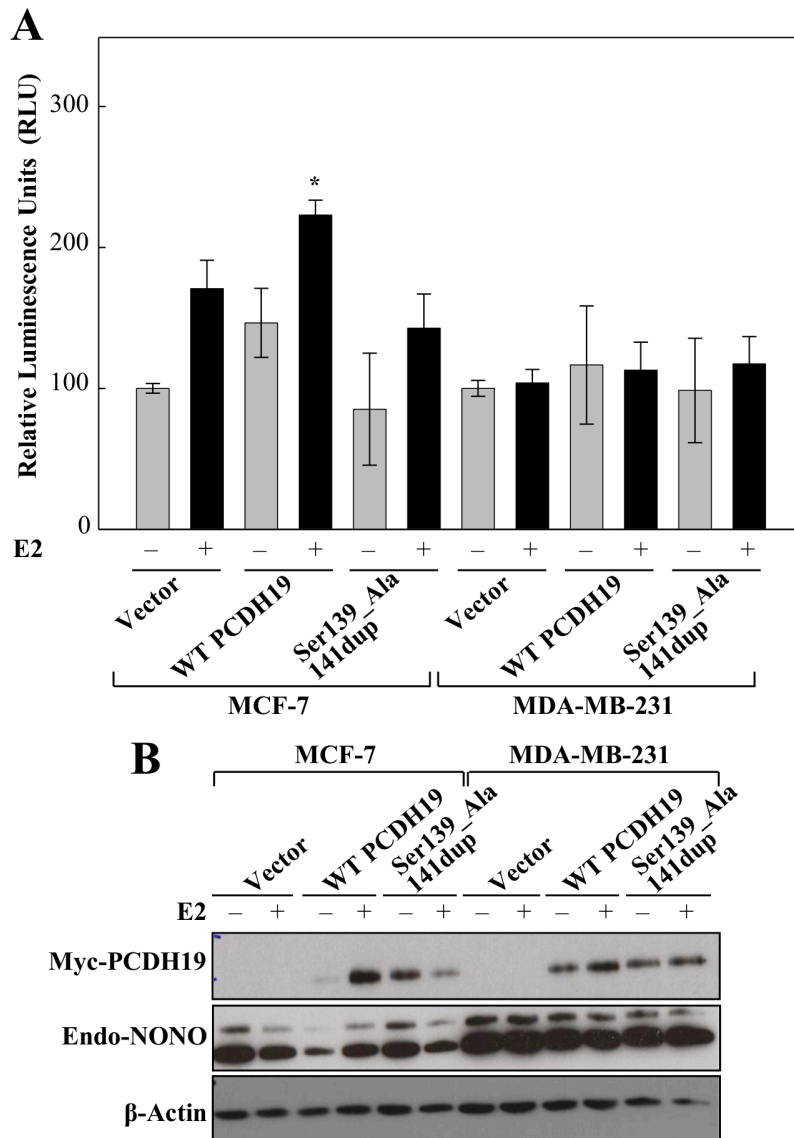 A
Relative Luminescence Units (RLU)
300
200
100
0
*
E2 – + – + – + – + – + – +
Vector
WT PCDH19
Ser139_Ala
141dup
Vector
WT PCDH19
Ser139_Ala
141dup
MCF-7 MDA-MB-231
B
MCF-7 MDA-MB-231
Vector
WT PCDH19
Ser139_Ala
141dup
Vector
WT PCDH19
Ser139_Ala
141dup
E2 – + – + – + – + – + – +
Myc-PCDH19
Endo-NONO
β-Actin